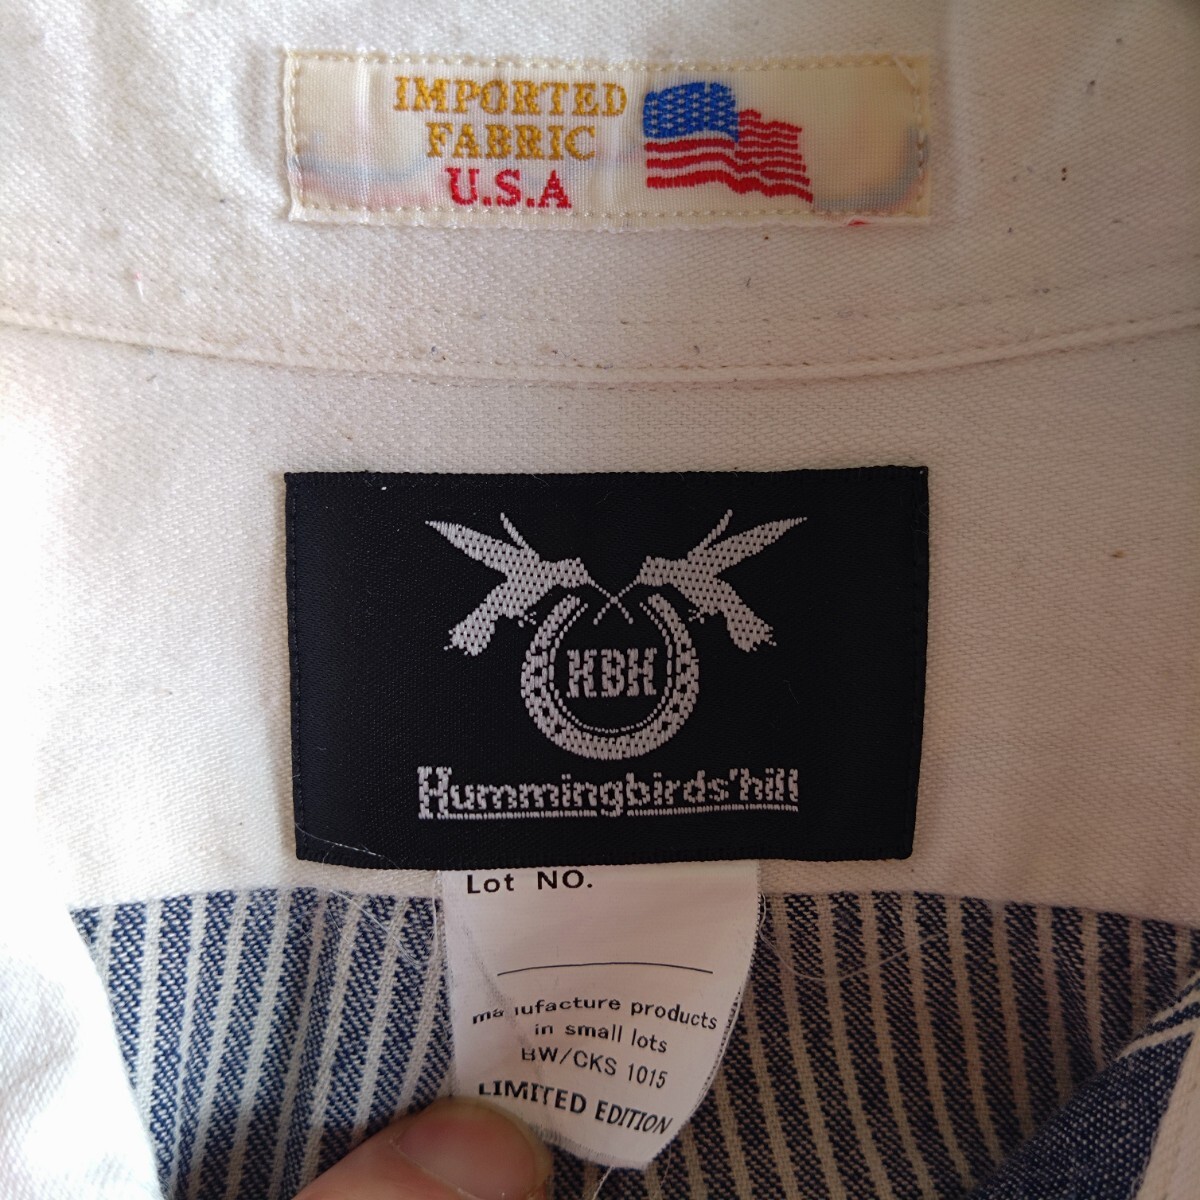 IMPORTED
FABRIC
U.S.A
HBH
Hummingbirds'hill
Lot NO.
manufacture products
in small lots
BW/CKS 1015
LIMITED EDITION